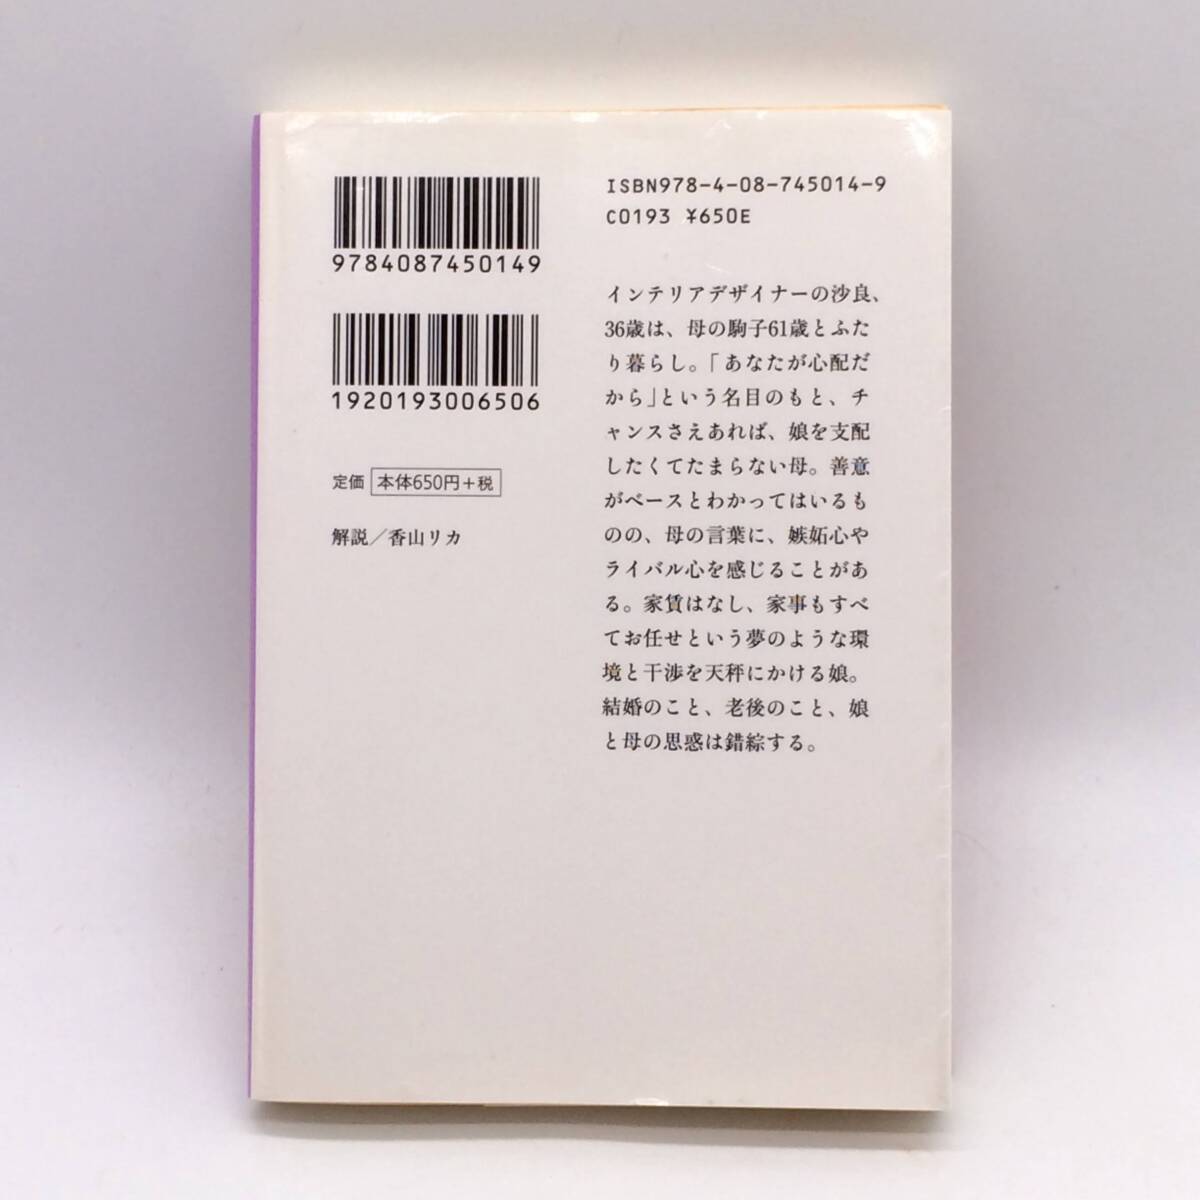 9784087450149
1920193006506
定価 本体650円+税
解説/香山リカ
ISBN978-4-08-745014-9
C0193 ¥650E
インテリアデザイナーの沙良、
36歳は、母の駒子61歳とふた
り暮らし。「あなたが心配だ
から」という名目のもと、チ
ャンスさえあれば、娘を支配
したくてたまらない母。善意
がベースとわかってはいるも
のの、母の言葉に、嫉妬心や
ライバル心を感じることがあ
る。家賃はなし、家事もすべ
てお任せという夢のような環
境と干渉を天秤にかける娘。
結婚のこと、老後のこと、娘
と母の思惑は錯綜する。